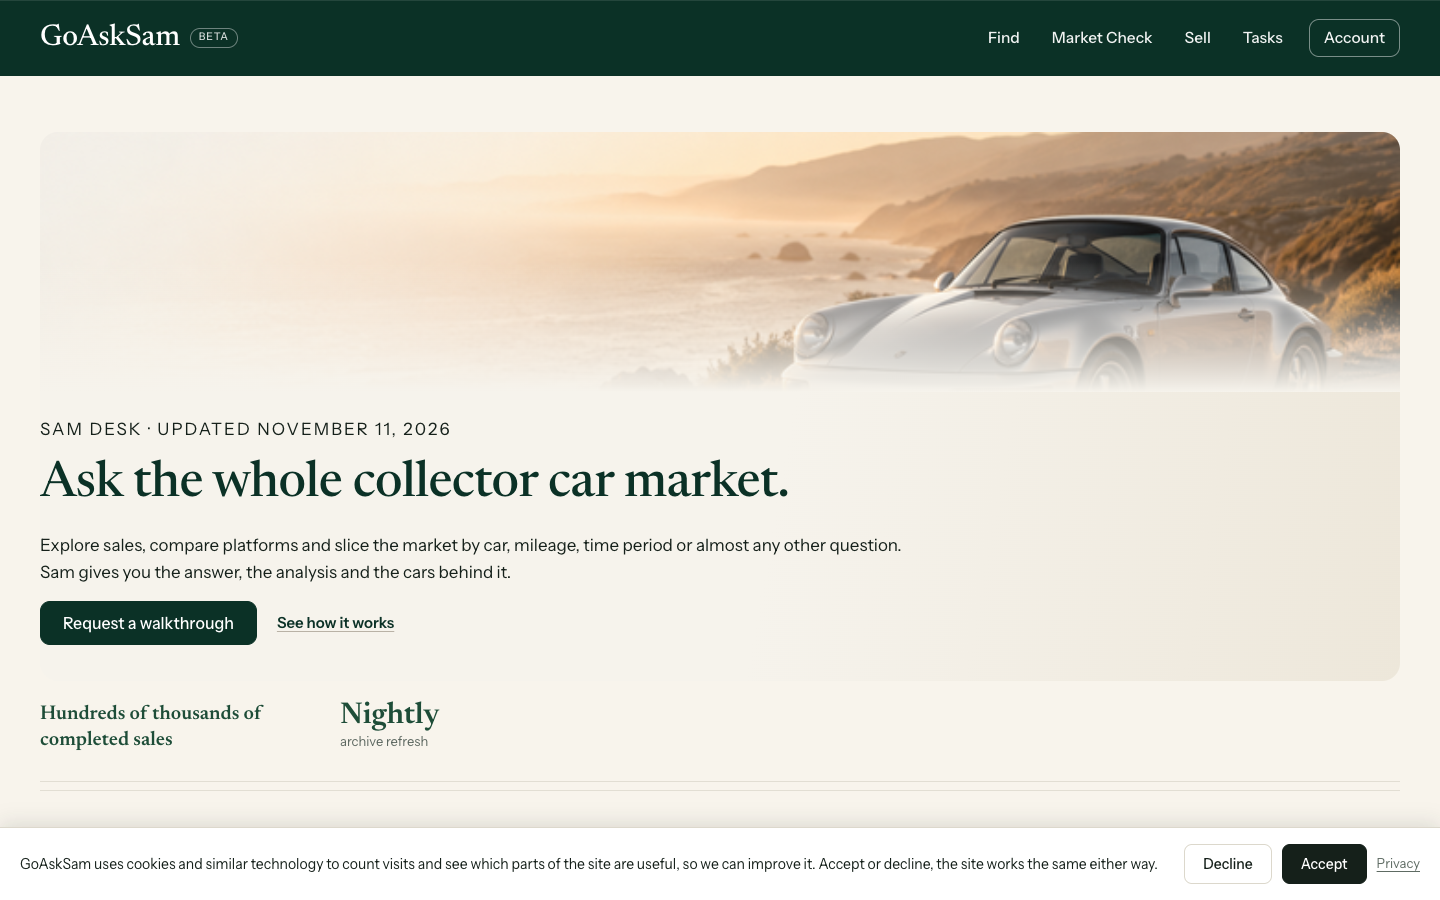 GoAskSam BETA Find Market Check Sell Tasks Account
SAM DESK · UPDATED NOVEMBER 11, 2026
Ask the whole collector car market.
Explore sales, compare platforms and slice the market by car, mileage, time period or almost any other question.
Sam gives you the answer, the analysis and the cars behind it.
Request a walkthrough See how it works
Hundreds of thousands of
completed sales
Nightly
archive refresh
GoAskSam uses cookies and similar technology to count visits and see which parts of the site are useful, so we can improve it. Accept or decline, the site works the same either way. Decline Accept Privacy